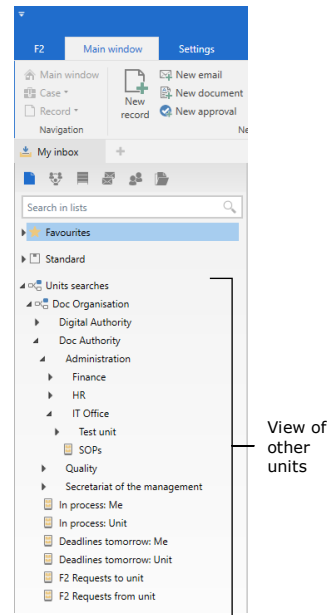 F2
Main window
Settings
Main window
Case
Record
Navigation
New
record
New email
New document
New approval
Ne
My inbox
+
Search in lists
Favourites
Standard
Units searches
Doc Organisation
Digital Authority
Doc Authority
Administration
Finance
HR
IT Office
Test unit
SOPs
Quality
Secretariat of the management
In process: Me
In process: Unit
Deadlines tomorrow: Me
Deadlines tomorrow: Unit
F2 Requests to unit
F2 Requests from unit
View of
other
units